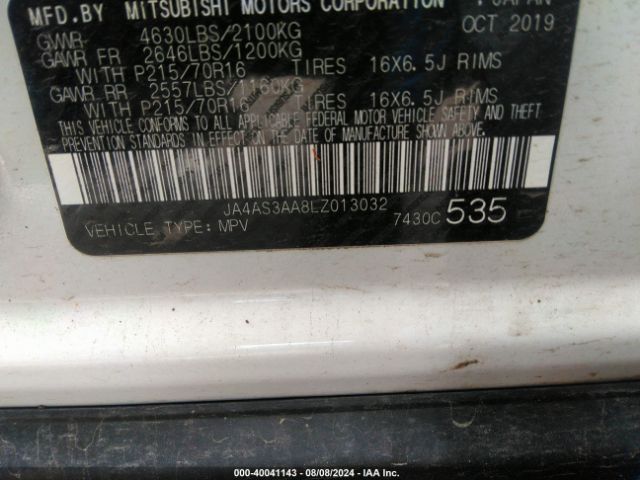 MFD.BY MITSUBISHI MOTORS CORPORATION JAPAN
OCT 2019
GWWR 4630LBS/2100KG
GAWR FR 2646LBS/1200KG
WITH P215/70R16 TIRES 16X6.5J RIMS
GAWR RR 2557LBS/1160KG
WITH P215/70R16 TIRES 16X6.5J RIMS
THIS VEHICLE CONFORMS TO ALL APPLICABLE FEDERAL MOTOR VEHICLE SAFETY AND THEFT
PREVENTION STANDARDS IN EFFECT ON THE DATE OF MANUFACTURE SHOWN ABOVE.
JA4AS3AA8LZ013032
VEHICLE TYPE: MPV 7430C 535
000-40041143 - 08/08/2024 - IAA Inc.